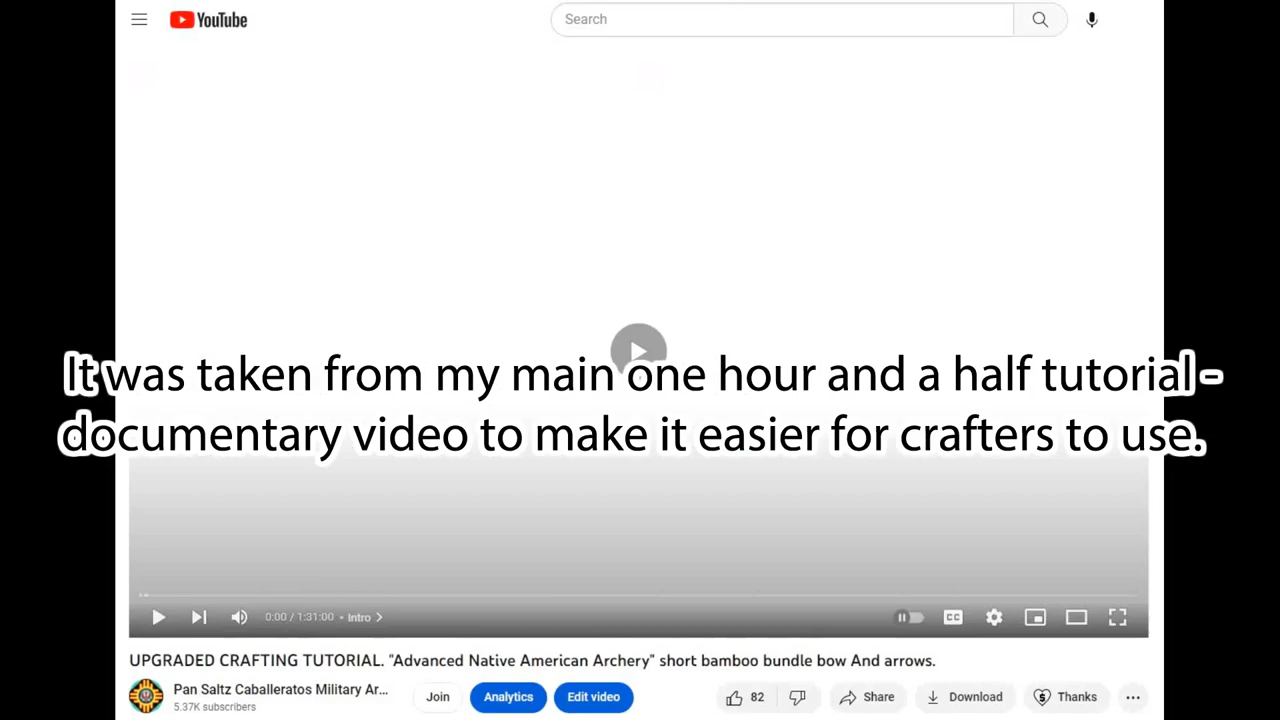 YouTube
Search
It was taken from my main one hour and a half tutorial -
documentary video to make it easier for crafters to use.
0:00 / 1:31:00 • Intro >
CC
UPGRADED CRAFTING TUTORIAL. "Advanced Native American Archery" short bamboo bundle bow And arrows.
Pan Saltz Caballeratos Military Ar...
5.37K subscribers
Join
Analytics
Edit video
82
Share
Download
Thanks